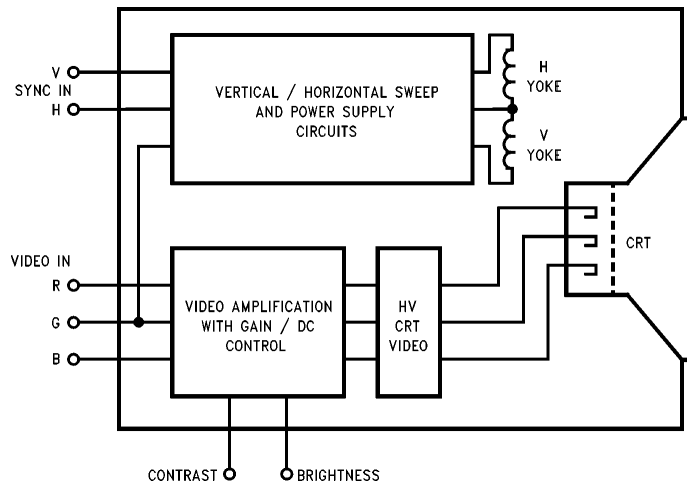 V
SYNC IN
H
VERTICAL / HORIZONTAL SWEEP
AND POWER SUPPLY
CIRCUITS
H
YOKE
V
YOKE
CRT
VIDEO IN
R
G
B
VIDEO AMPLIFICATION
WITH GAIN / DC
CONTROL
HV
CRT
VIDEO
CONTRAST
BRIGHTNESS